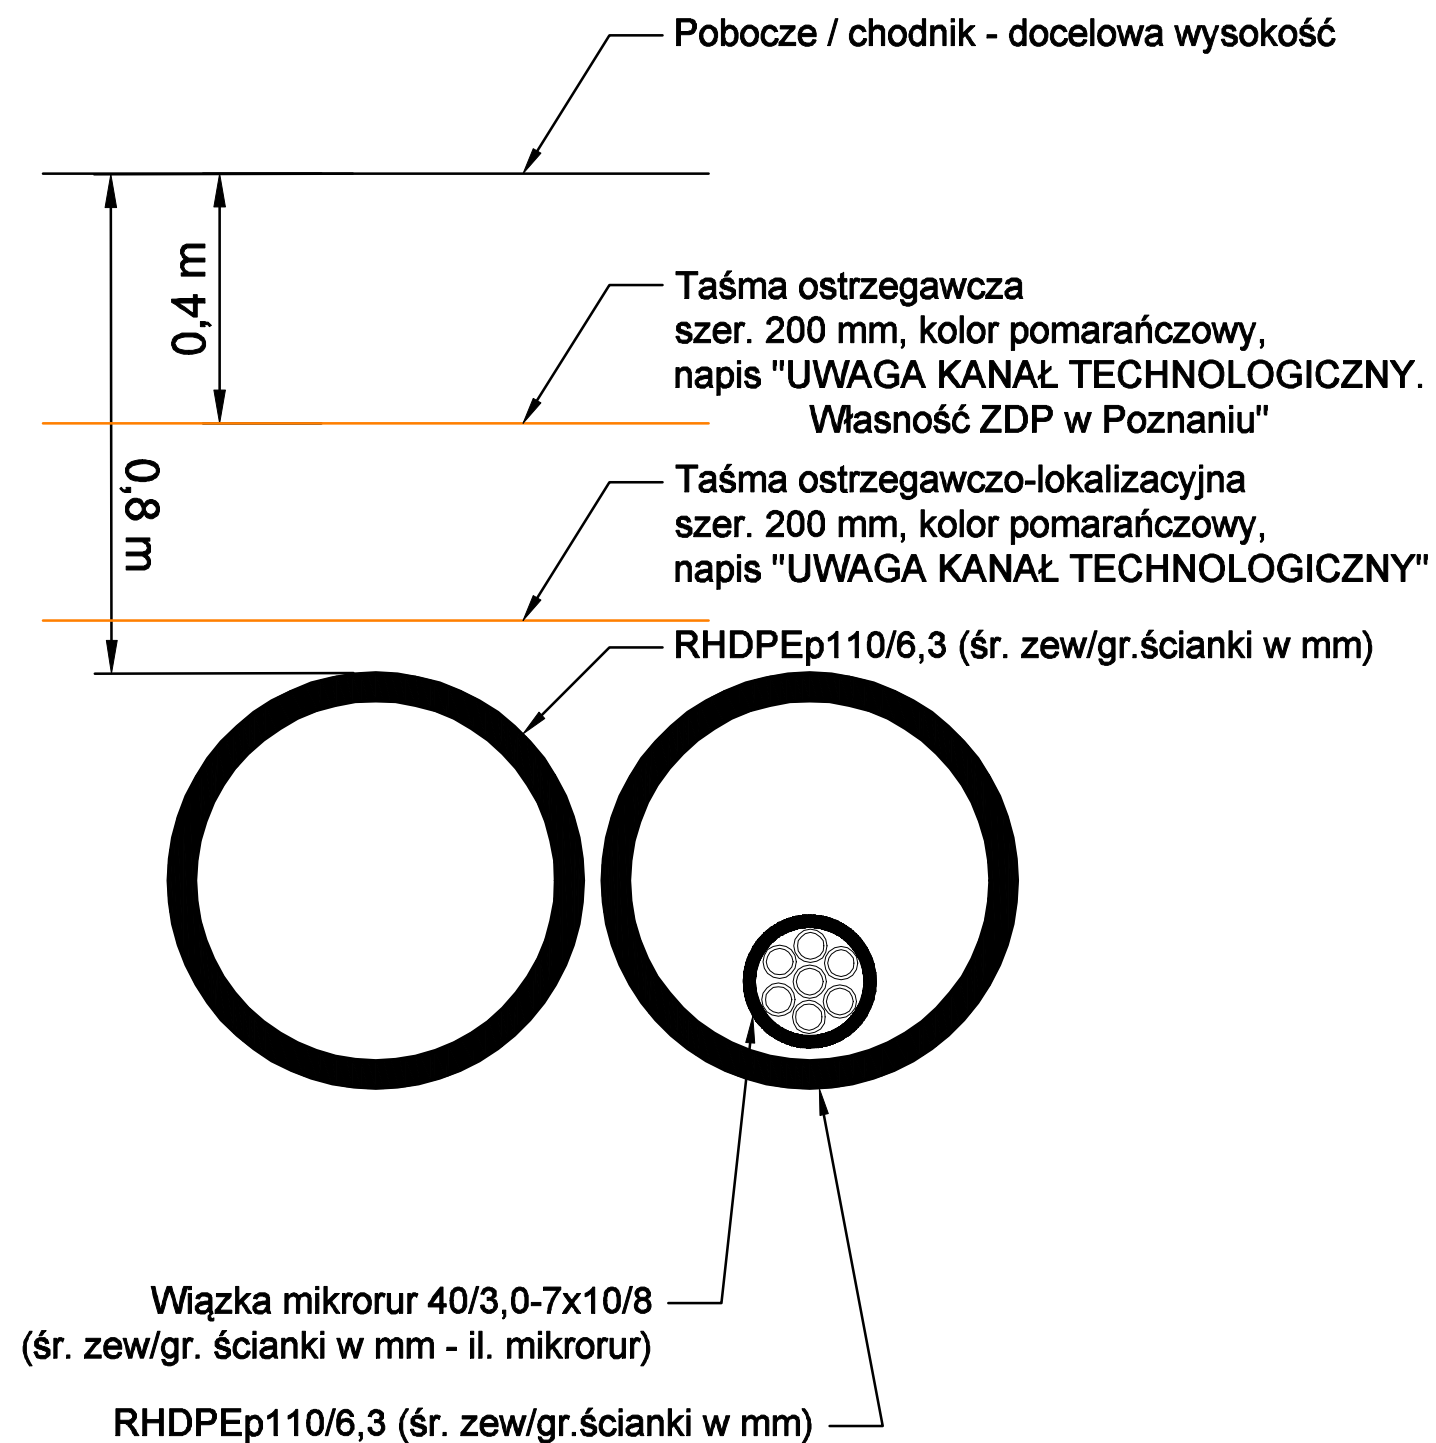 Pobocze / chodnik - docelowa wysokość
0,4 m
Taśma ostrzegawcza
szer. 200 mm, kolor pomarańczowy,
napis "UWAGA KANAŁ TECHNOLOGICZNY.
Własność ZDP w Poznaniu"
0,8 m
Taśma ostrzegawczo-lokalizacyjna
szer. 200 mm, kolor pomarańczowy,
napis "UWAGA KANAŁ TECHNOLOGICZNY"
RHDPEp110/6,3 (śr. zew/gr.ścianki w mm)
Wiązka mikrorur 40/3,0-7x10/8
(śr. zew/gr. ścianki w mm - il. mikrorur)
RHDPEp110/6,3 (śr. zew/gr.ścianki w mm)